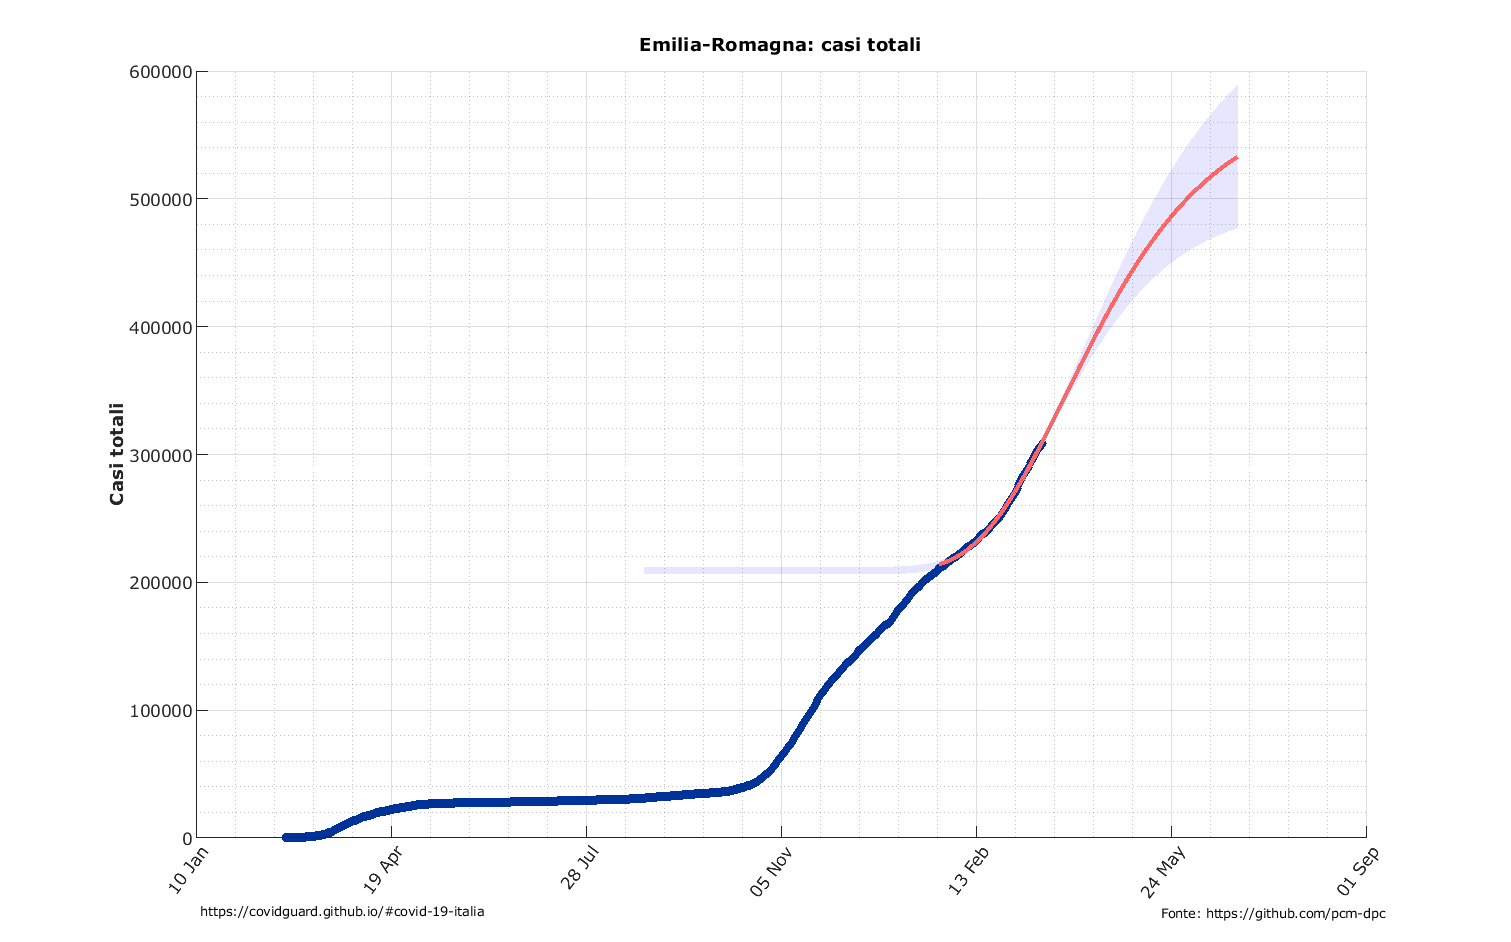 Emilia-Romagna: casi totali
600000
500000
400000
300000
200000
100000
0
Casi totali
10 Jan
19 Apr
28 Jul
05 Nov
13 Feb
24 May
01 Sep
https://covidguard.github.io/#covid-19-italia
Fonte: https://github.com/pcm-dpc